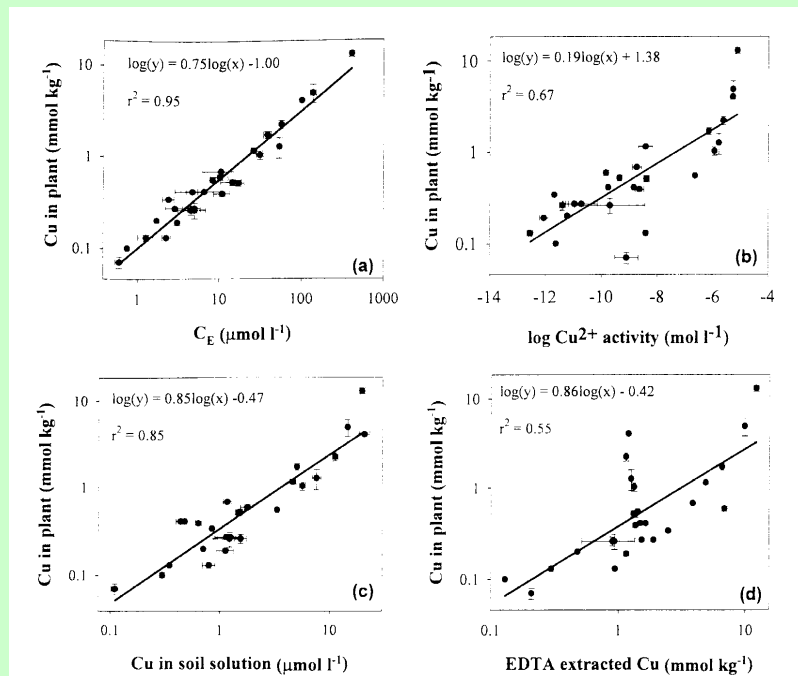 log(y) = 0.75log(x) -1.00
r² = 0.95
10
1
0.1
Cu in plant (mmol kg⁻¹)
(a)
1 10 100 1000
C_E (μmol l⁻¹)
log(y) = 0.19log(x) + 1.38
r² = 0.67
10
1
0.1
Cu in plant (mmol kg⁻¹)
(b)
-14 -12 -10 -8 -6 -4
log Cu²⁺ activity (mol l⁻¹)
log(y) = 0.85log(x) -0.47
r² = 0.85
10
1
0.1
Cu in plant (mmol kg⁻¹)
(c)
0.1 1 10
Cu in soil solution (μmol l⁻¹)
log(y) = 0.86log(x) - 0.42
r² = 0.55
10
1
0.1
Cu in plant (mmol kg⁻¹)
(d)
0.1 1 10
EDTA extracted Cu (mmol kg⁻¹)